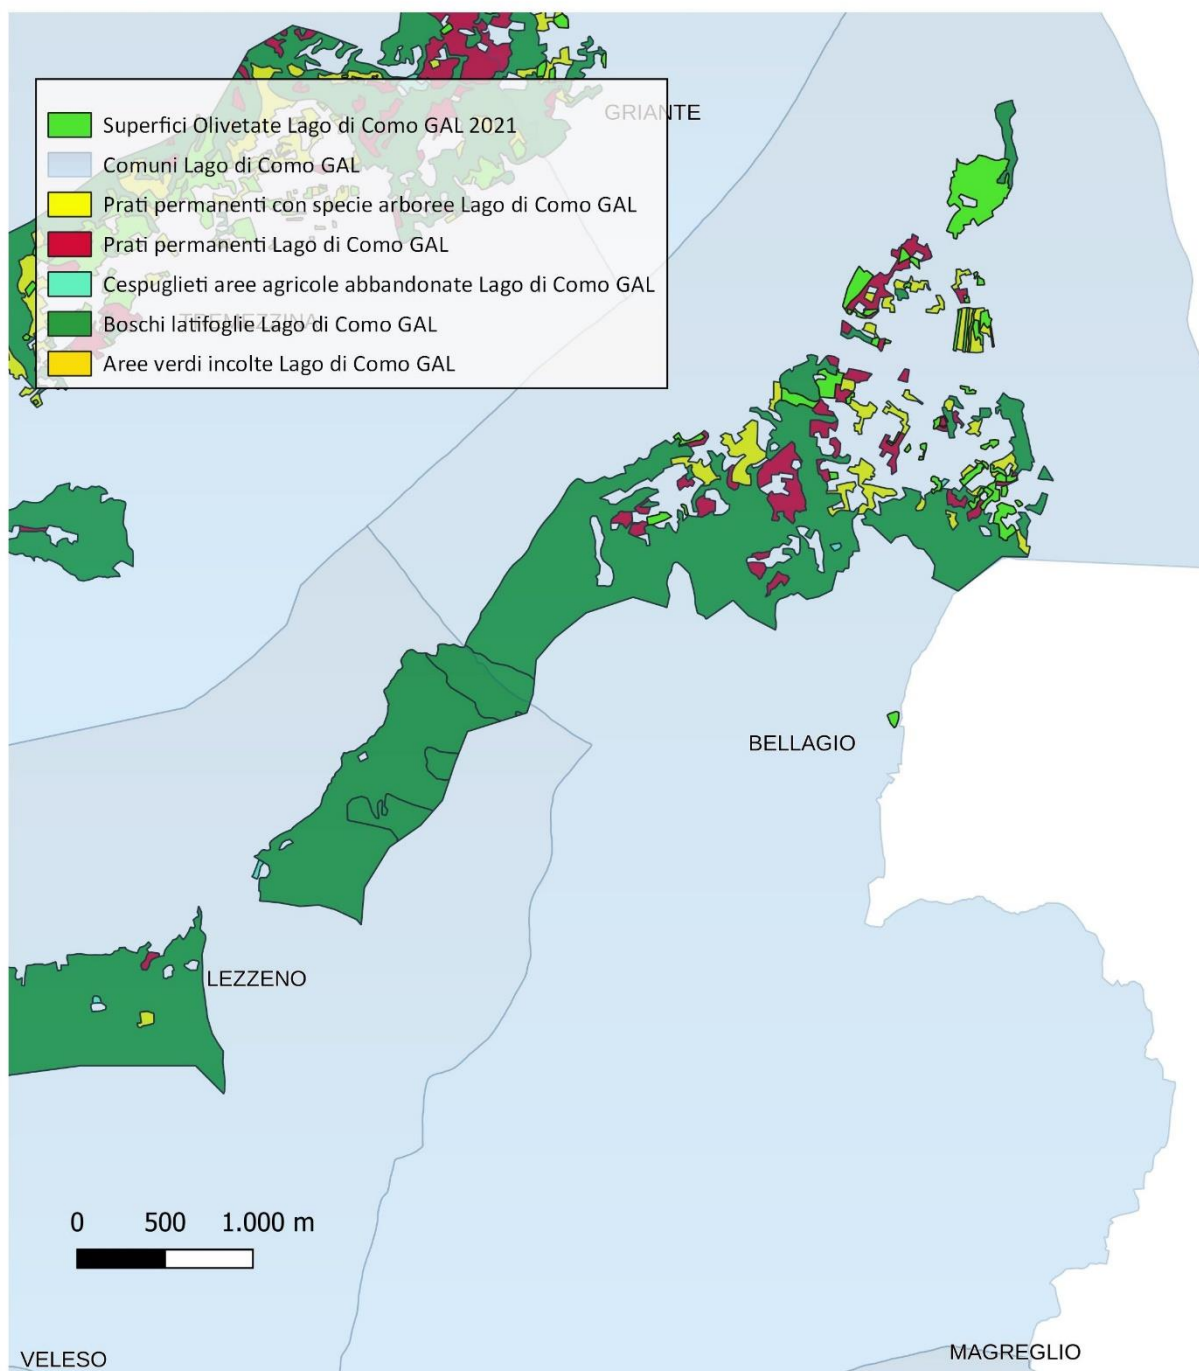 GRIANTE
Superfici Olivetate Lago di Como GAL 2021
Comuni Lago di Como GAL
Prati permanenti con specie arboree Lago di Como GAL
Prati permanenti Lago di Como GAL
Cespuglieti aree agricole abbandonate Lago di Como GAL
TREMEZZINA
Boschi latifoglie Lago di Como GAL
Aree verdi incolte Lago di Como GAL
BELLAGIO
LEZZENO
0 500 1.000 m
VELESO
MAGREGLIO